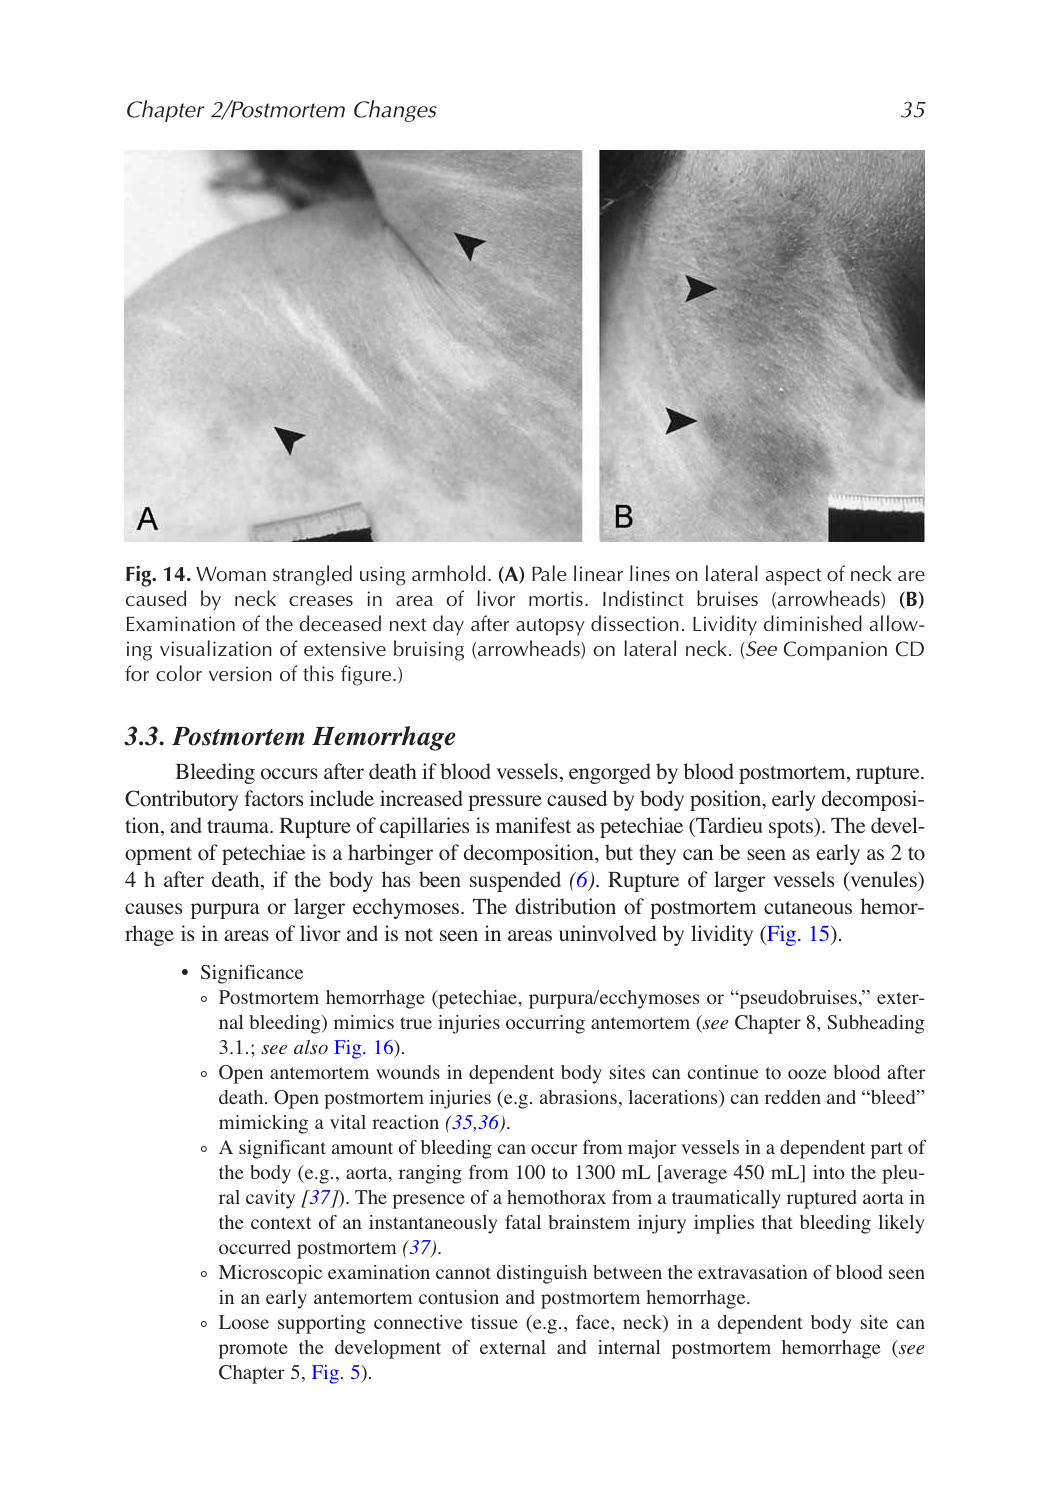 Chapter 2/Postmortem Changes 35
A
B
Fig. 14. Woman strangled using armhold. (A) Pale linear lines on lateral aspect of neck are
caused by neck creases in area of livor mortis. Indistinct bruises (arrowheads) (B)
Examination of the deceased next day after autopsy dissection. Lividity diminished allow-
ing visualization of extensive bruising (arrowheads) on lateral neck. (See Companion CD
for color version of this figure.)
3.3. Postmortem Hemorrhage
Bleeding occurs after death if blood vessels, engorged by blood postmortem, rupture.
Contributory factors include increased pressure caused by body position, early decomposi-
tion, and trauma. Rupture of capillaries is manifest as petechiae (Tardieu spots). The devel-
opment of petechiae is a harbinger of decomposition, but they can be seen as early as 2 to
4 h after death, if the body has been suspended (6). Rupture of larger vessels (venules)
causes purpura or larger ecchymoses. The distribution of postmortem cutaneous hemor-
rhage is in areas of livor and is not seen in areas uninvolved by lividity (Fig. 15).
• Significance
∘ Postmortem hemorrhage (petechiae, purpura/ecchymoses or “pseudobruises,” exter-
nal bleeding) mimics true injuries occurring antemortem (see Chapter 8, Subheading
3.1.; see also Fig. 16).
∘ Open antemortem wounds in dependent body sites can continue to ooze blood after
death. Open postmortem injuries (e.g. abrasions, lacerations) can redden and “bleed”
mimicking a vital reaction (35,36).
∘ A significant amount of bleeding can occur from major vessels in a dependent part of
the body (e.g., aorta, ranging from 100 to 1300 mL [average 450 mL] into the pleu-
ral cavity [37]). The presence of a hemothorax from a traumatically ruptured aorta in
the context of an instantaneously fatal brainstem injury implies that bleeding likely
occurred postmortem (37).
∘ Microscopic examination cannot distinguish between the extravasation of blood seen
in an early antemortem contusion and postmortem hemorrhage.
∘ Loose supporting connective tissue (e.g., face, neck) in a dependent body site can
promote the development of external and internal postmortem hemorrhage (see
Chapter 5, Fig. 5).